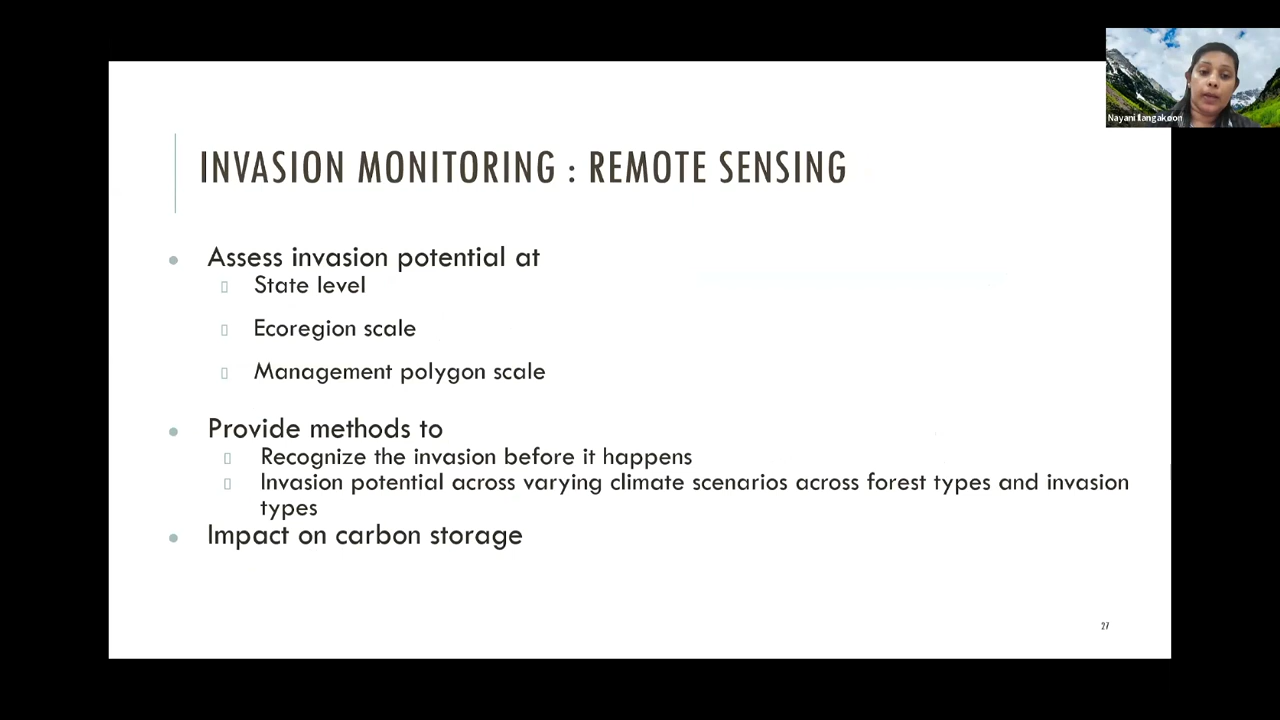 Nayani Ilangakoon
INVASION MONITORING : REMOTE SENSING
Assess invasion potential at
State level
Ecoregion scale
Management polygon scale
Provide methods to
Recognize the invasion before it happens
Invasion potential across varying climate scenarios across forest types and invasion
types
Impact on carbon storage
27